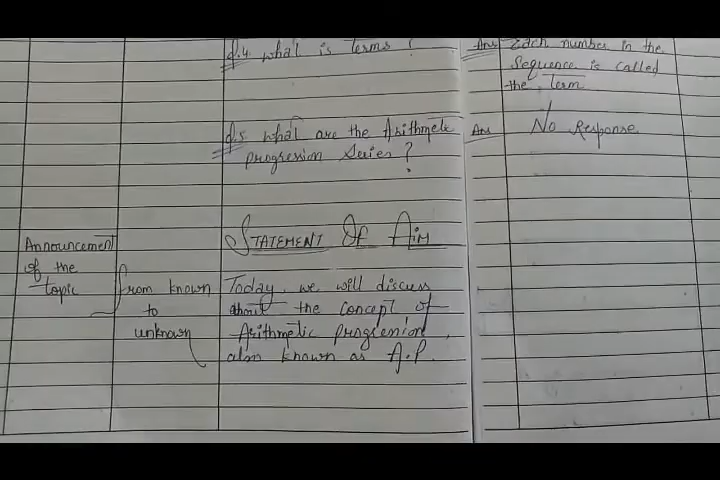 Q.4. What is terms?
Ans Each number in the
Sequence is called
the term
Q.5 What are the Arithmetic
Progression Series?
Ans No Response
STATEMENT OF AIM
Announcement
of the
topic
from known
to
unknown
Today, we will discuss
about the concept of
Arithmetic progression,
also known as A.P.